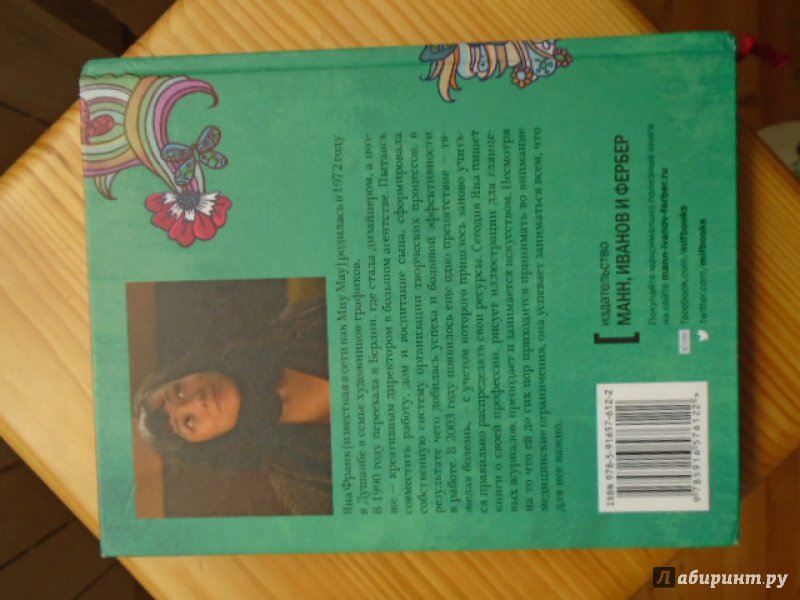 Яна Франк (известная в сети как Миу Мау) родилась в 1972 году
в Душанбе в семье художников-графиков.
В 1990 году переехала в Берлин, где стала дизайнером, а поз-
же — креативным директором в большом агентстве. Пытаясь
совместить работу, дом и воспитание сына, сформировала
собственную систему организации творческих процессов, в
результате чего добилась успеха и большой эффективности
в работе. В 2003 году появилось еще одно препятствие — тя-
желая болезнь, — с учетом которого пришлось заново учить-
ся правильно распределять свои ресурсы. Сегодня Яна пишет
книги о своей профессии, рисует иллюстрации для глянце-
вых журналов, преподает и занимается искусством. Несмотря
на то что ей до сих пор приходится принимать во внимание
медицинские ограничения, она успевает заниматься всем, что
для нее важно.
издательство
МАНН, ИВАНОВ И ФЕРБЕР
Покупайте максимально полезные книги
на сайте mann-ivanov-ferber.ru
facebook.com/mifbooks
twitter.com/mifbooks
ISBN 978-5-91657-612-2
9 785916 576122 >
Лабиринт.ру